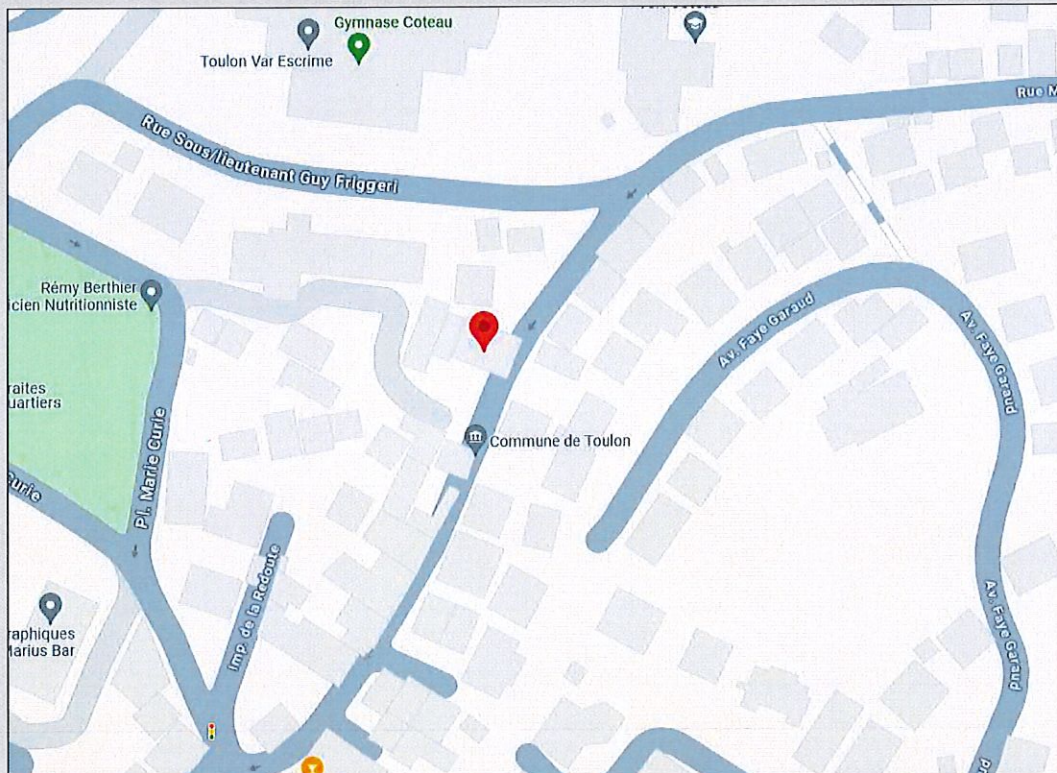 Gymnase Coteau
Toulon Var Escrime
Rue M
Rue Sous/lieutenant Guy Friggeri
Rémy Berthier
icien Nutritionniste
Av. Faye Garaud
Av. Faye Garaud
raites
uartiers
Commune de Toulon
Pl. Marie Curie
Curie
Imp. de la Redoute
Av. Faye Garaud
raphiques
Marius Bar